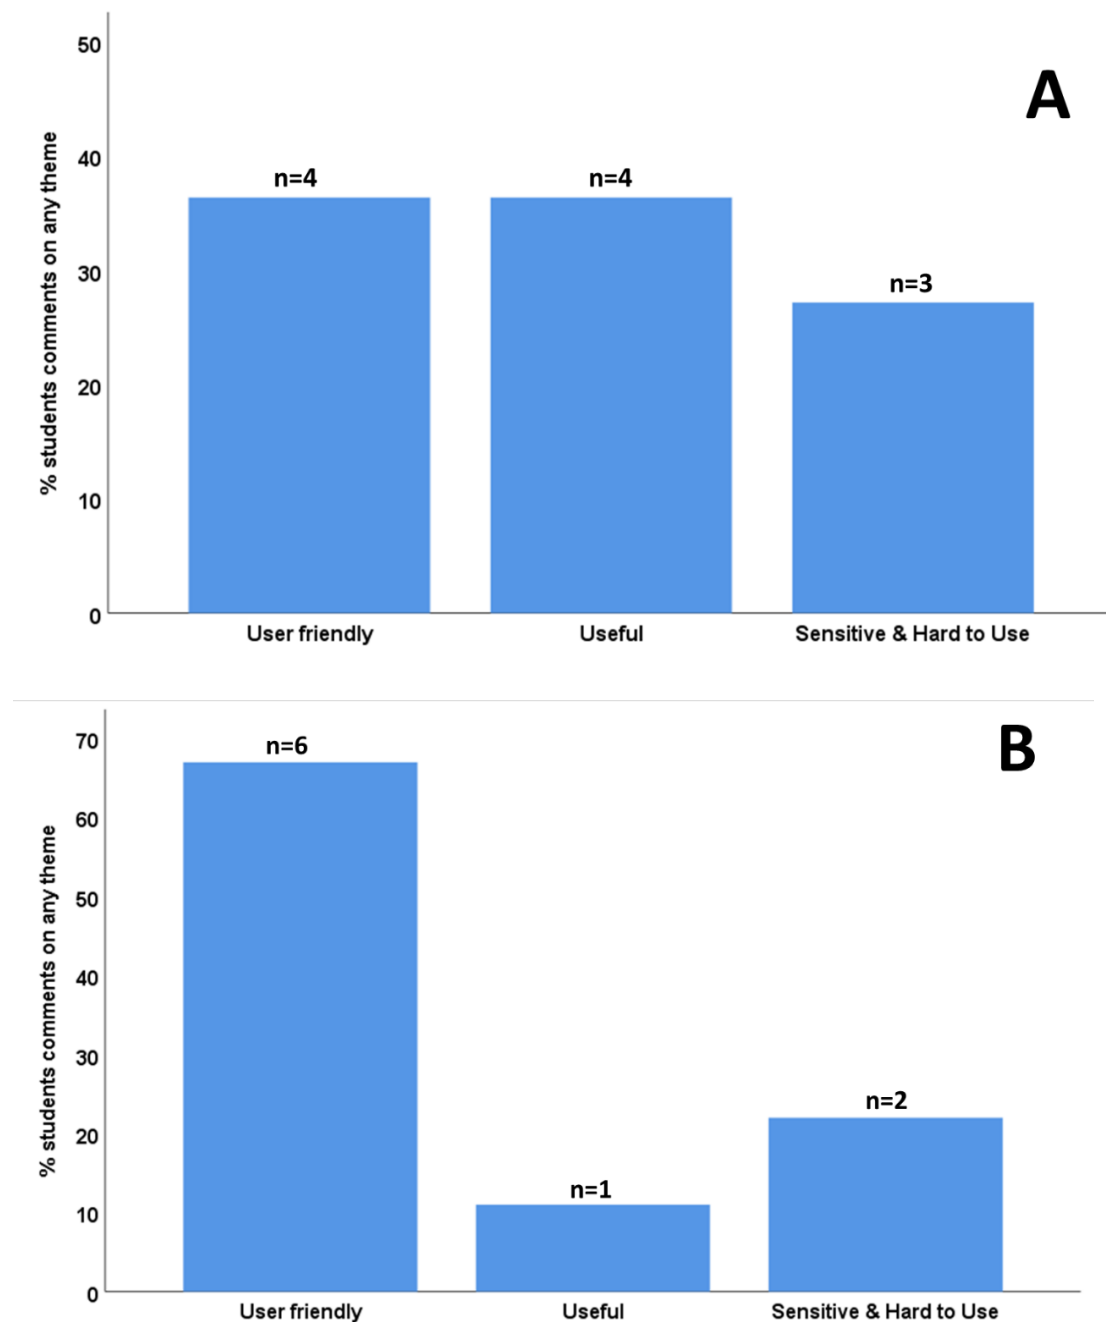 A
% students comments on any theme
50
40
30
20
10
0
n=4
n=4
n=3
User friendly
Useful
Sensitive & Hard to Use
B
% students comments on any theme
70
60
50
40
30
20
10
0
n=6
n=1
n=2
User friendly
Useful
Sensitive & Hard to Use